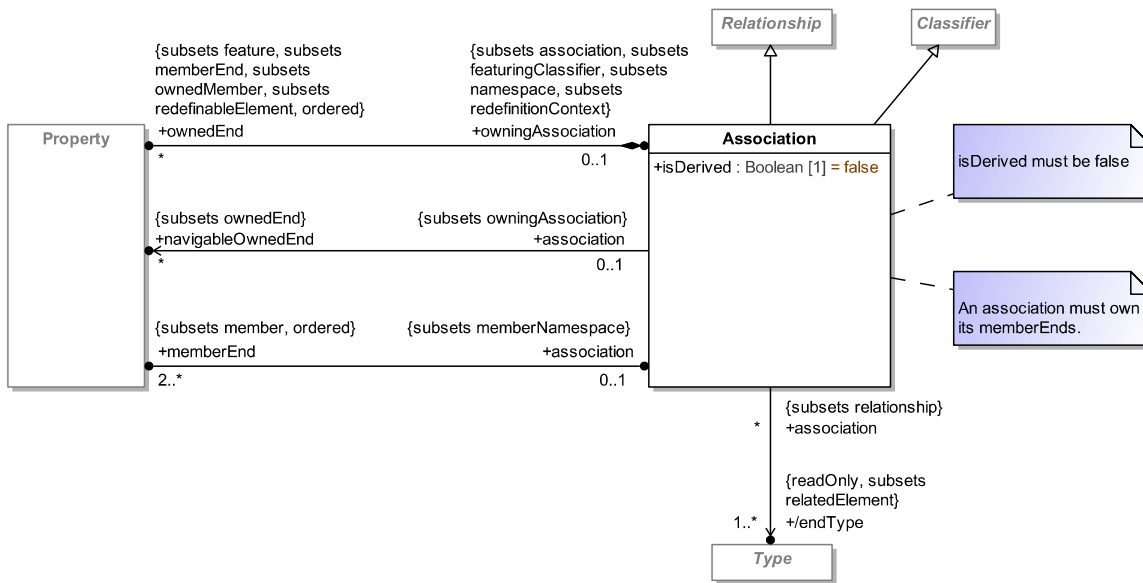 Relationship
Classifier
{subsets feature, subsets
memberEnd, subsets
ownedMember, subsets
redefinableElement, ordered}
+ownedEnd
*
{subsets association, subsets
featuringClassifier, subsets
namespace, subsets
redefinitionContext}
+owningAssociation
0..1
Property
Association
+isDerived : Boolean [1] = false
isDerived must be false
{subsets ownedEnd}
+navigableOwnedEnd
*
{subsets owningAssociation}
+association
0..1
An association must own
its memberEnds.
{subsets member, ordered}
+memberEnd
2..*
{subsets memberNamespace}
+association
0..1
{subsets relationship}
+association
*
{readOnly, subsets
relatedElement}
+/endType
1..*
Type